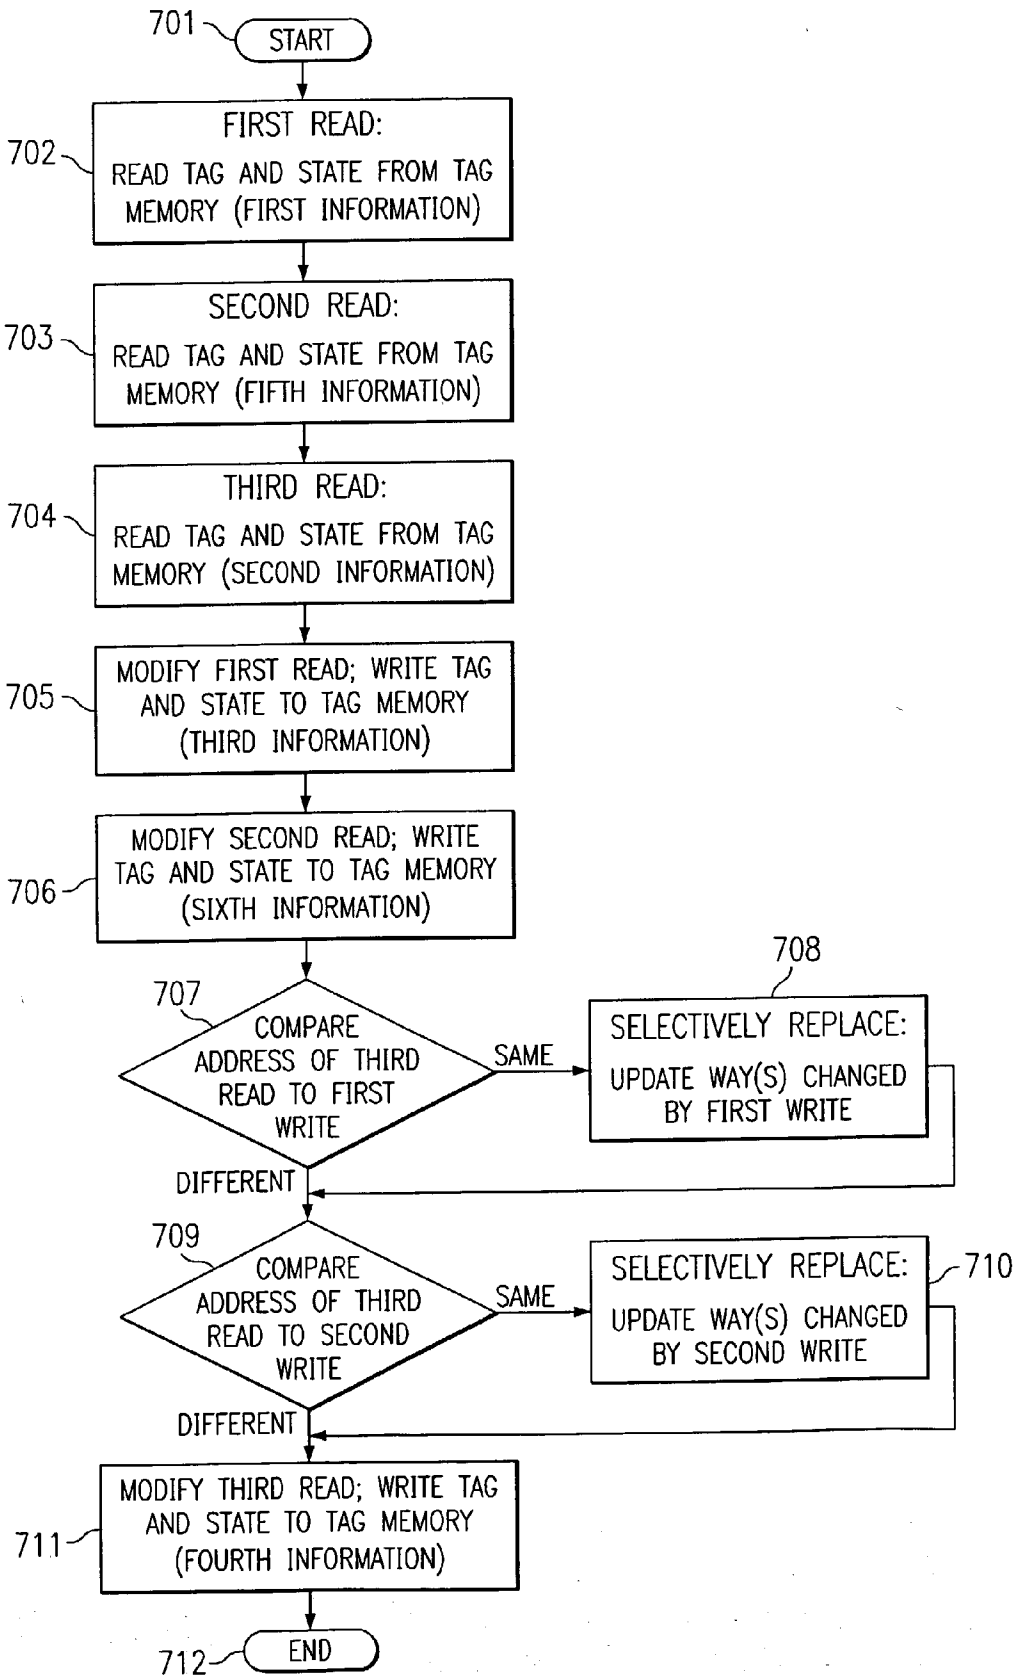 701
START
702
FIRST READ:
READ TAG AND STATE FROM TAG
MEMORY (FIRST INFORMATION)
703
SECOND READ:
READ TAG AND STATE FROM TAG
MEMORY (FIFTH INFORMATION)
704
THIRD READ:
READ TAG AND STATE FROM TAG
MEMORY (SECOND INFORMATION)
705
MODIFY FIRST READ; WRITE TAG
AND STATE TO TAG MEMORY
(THIRD INFORMATION)
706
MODIFY SECOND READ; WRITE
TAG AND STATE TO TAG MEMORY
(SIXTH INFORMATION)
707
COMPARE
ADDRESS OF THIRD
READ TO FIRST
WRITE
SAME
708
SELECTIVELY REPLACE:
UPDATE WAY(S) CHANGED
BY FIRST WRITE
DIFFERENT
709
COMPARE
ADDRESS OF THIRD
READ TO SECOND
WRITE
SAME
710
SELECTIVELY REPLACE:
UPDATE WAY(S) CHANGED
BY SECOND WRITE
DIFFERENT
711
MODIFY THIRD READ; WRITE TAG
AND STATE TO TAG MEMORY
(FOURTH INFORMATION)
712
END